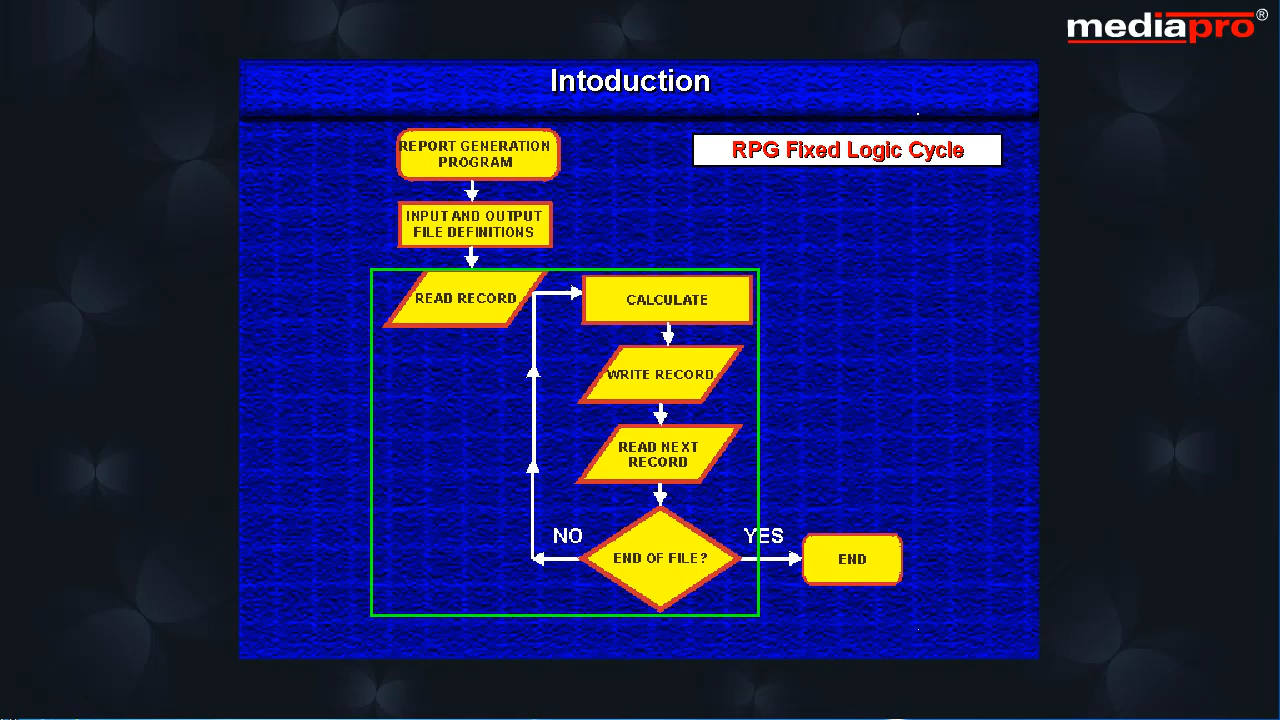 mediapro®
Intoduction
RPG Fixed Logic Cycle
REPORT GENERATION
PROGRAM
INPUT AND OUTPUT
FILE DEFINITIONS
READ RECORD
CALCULATE
WRITE RECORD
READ NEXT
RECORD
NO
YES
END OF FILE?
END